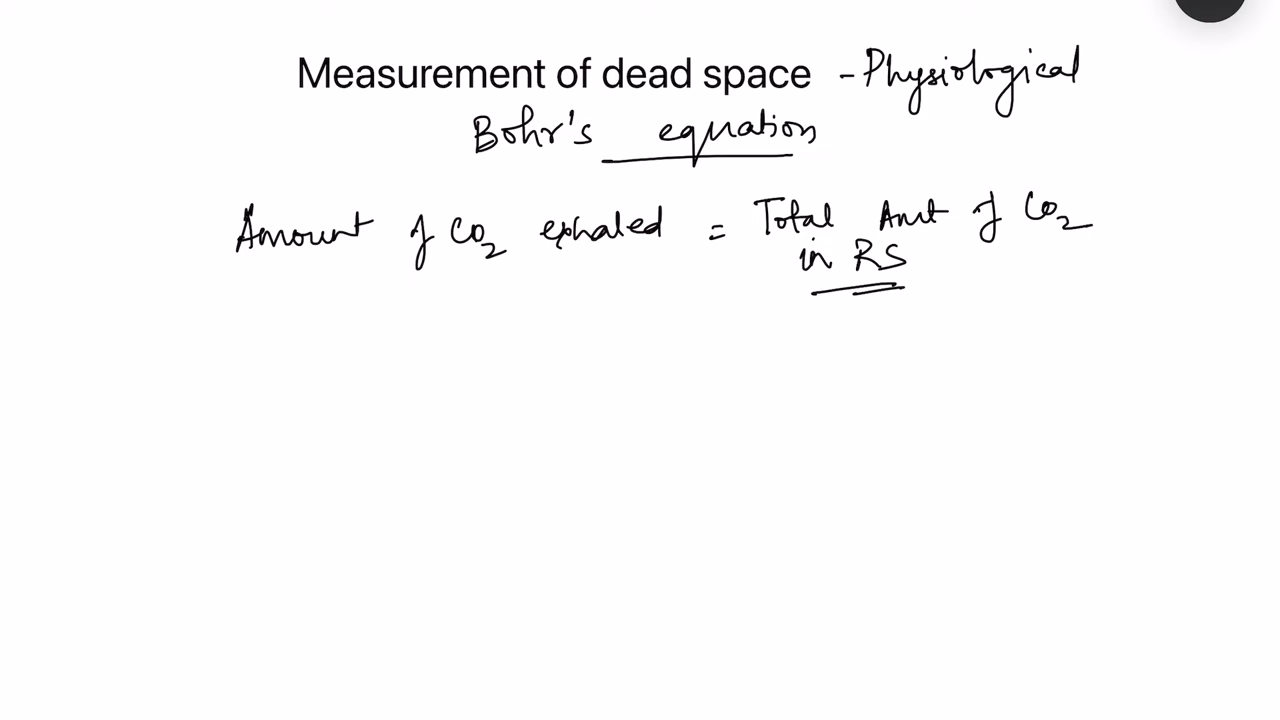 Measurement of dead space - Physiological
Bohr's equation
Amount of CO2 exhaled = Total Amt of CO2
in RS